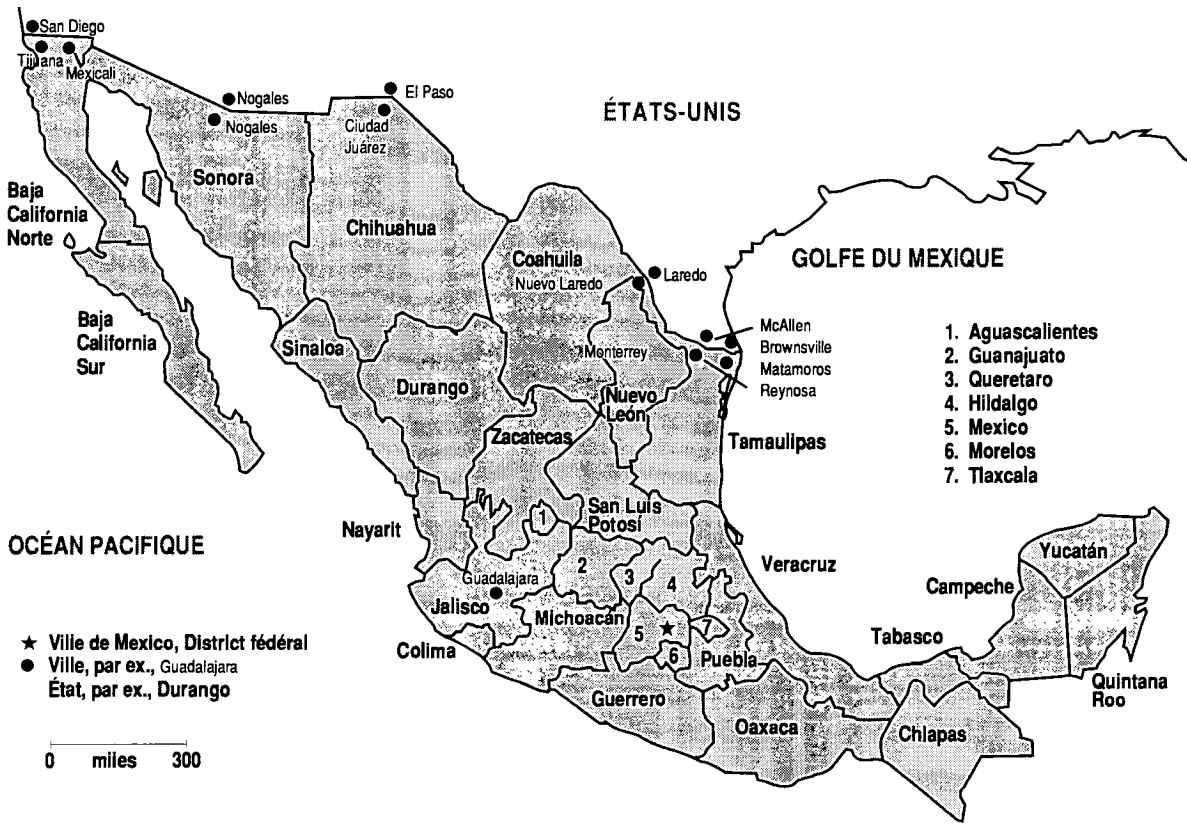 San Diego
Tijuana
Mexicali
Nogales
Nogales
El Paso
Ciudad
Juárez
ÉTATS-UNIS
Sonora
Baja
California
Norte
Chihuahua
Coahuila
Nuevo Laredo
Laredo
GOLFE DU MEXIQUE
Baja
California
Sur
Sinaloa
Durango
Monterrey
McAllen
Brownsville
Matamoros
Reynosa
1. Aguascalientes
2. Guanajuato
3. Queretaro
4. Hildalgo
5. Mexico
6. Morelos
7. Tlaxcala
Nuevo
León
Zacatecas
Tamaulipas
San Luis
Potosí
Nayarit
OCÉAN PACIFIQUE
1
2
3
4
5
6
7
Veracruz
Yucatán
Campeche
Guadalajara
Jalisco
Michoacán
Colima
Tabasco
Puebla
Quintana
Roo
Guerrero
Oaxaca
Chiapas
★ Ville de Mexico, District fédéral
● Ville, par ex., Guadalajara
État, par ex., Durango
0 miles 300